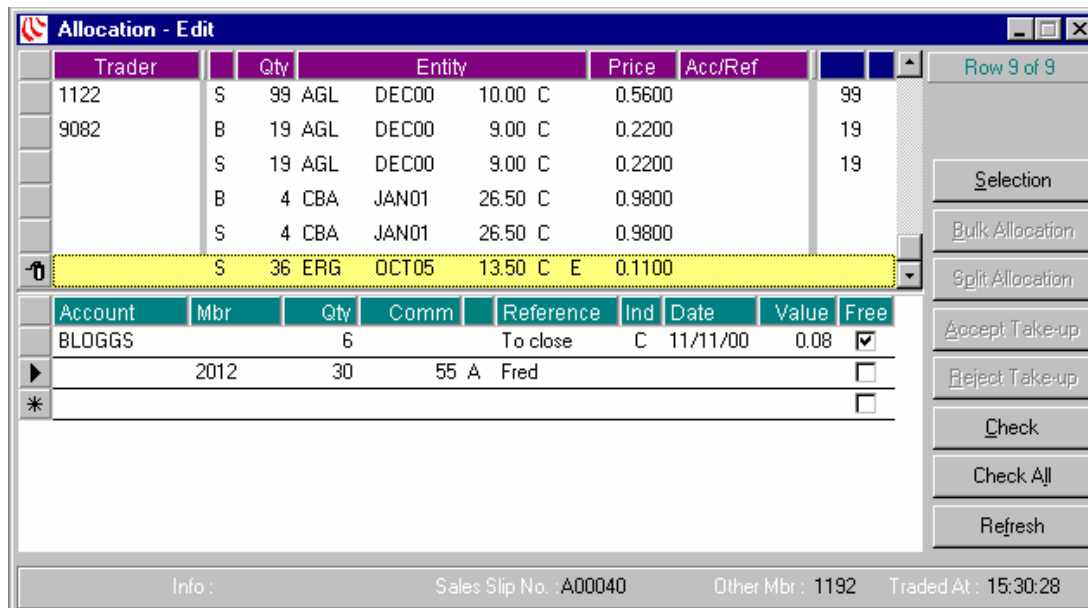 Allocation - Edit
Trader Qty Entity Price Acc/Ref
Row 9 of 9
1122 S 99 AGL DEC00 10.00 C 0.5600 99
9082 B 19 AGL DEC00 9.00 C 0.2200 19
S 19 AGL DEC00 9.00 C 0.2200 19
B 4 CBA JAN01 26.50 C 0.9800
S 4 CBA JAN01 26.50 C 0.9800
S 36 ERG OCT05 13.50 C E 0.1100
Account Mbr Qty Comm Reference Ind Date Value Free
BLOGGS 6 To close C 11/11/00 0.08
2012 30 55 A Fred
Selection
Bulk Allocation
Split Allocation
Accept Take-up
Reject Take-up
Check
Check All
Refresh
Info : Sales Slip No. : A00040 Other Mbr : 1192 Traded At : 15:30:28